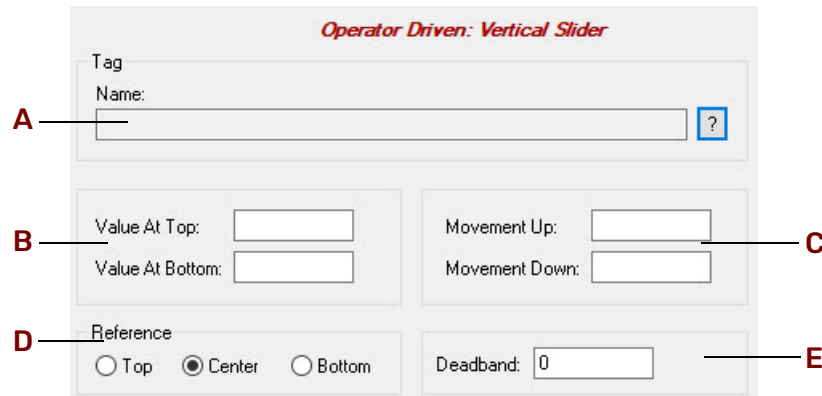 Operator Driven: Vertical Slider
Tag
Name:
A
?
Value At Top:
Movement Up:
B
C
Value At Bottom:
Movement Down:
Reference
D
Top Center Bottom
Deadband: 0
E